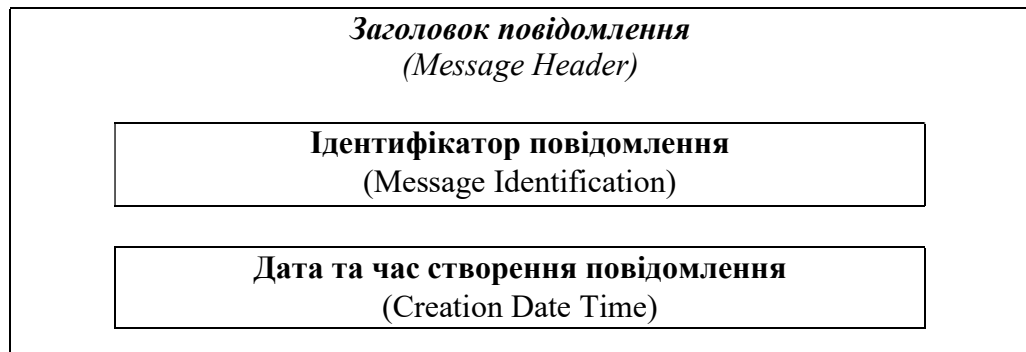 Заголовок повідомлення
(Message Header)
Ідентифікатор повідомлення
(Message Identification)
Дата та час створення повідомлення
(Creation Date Time)